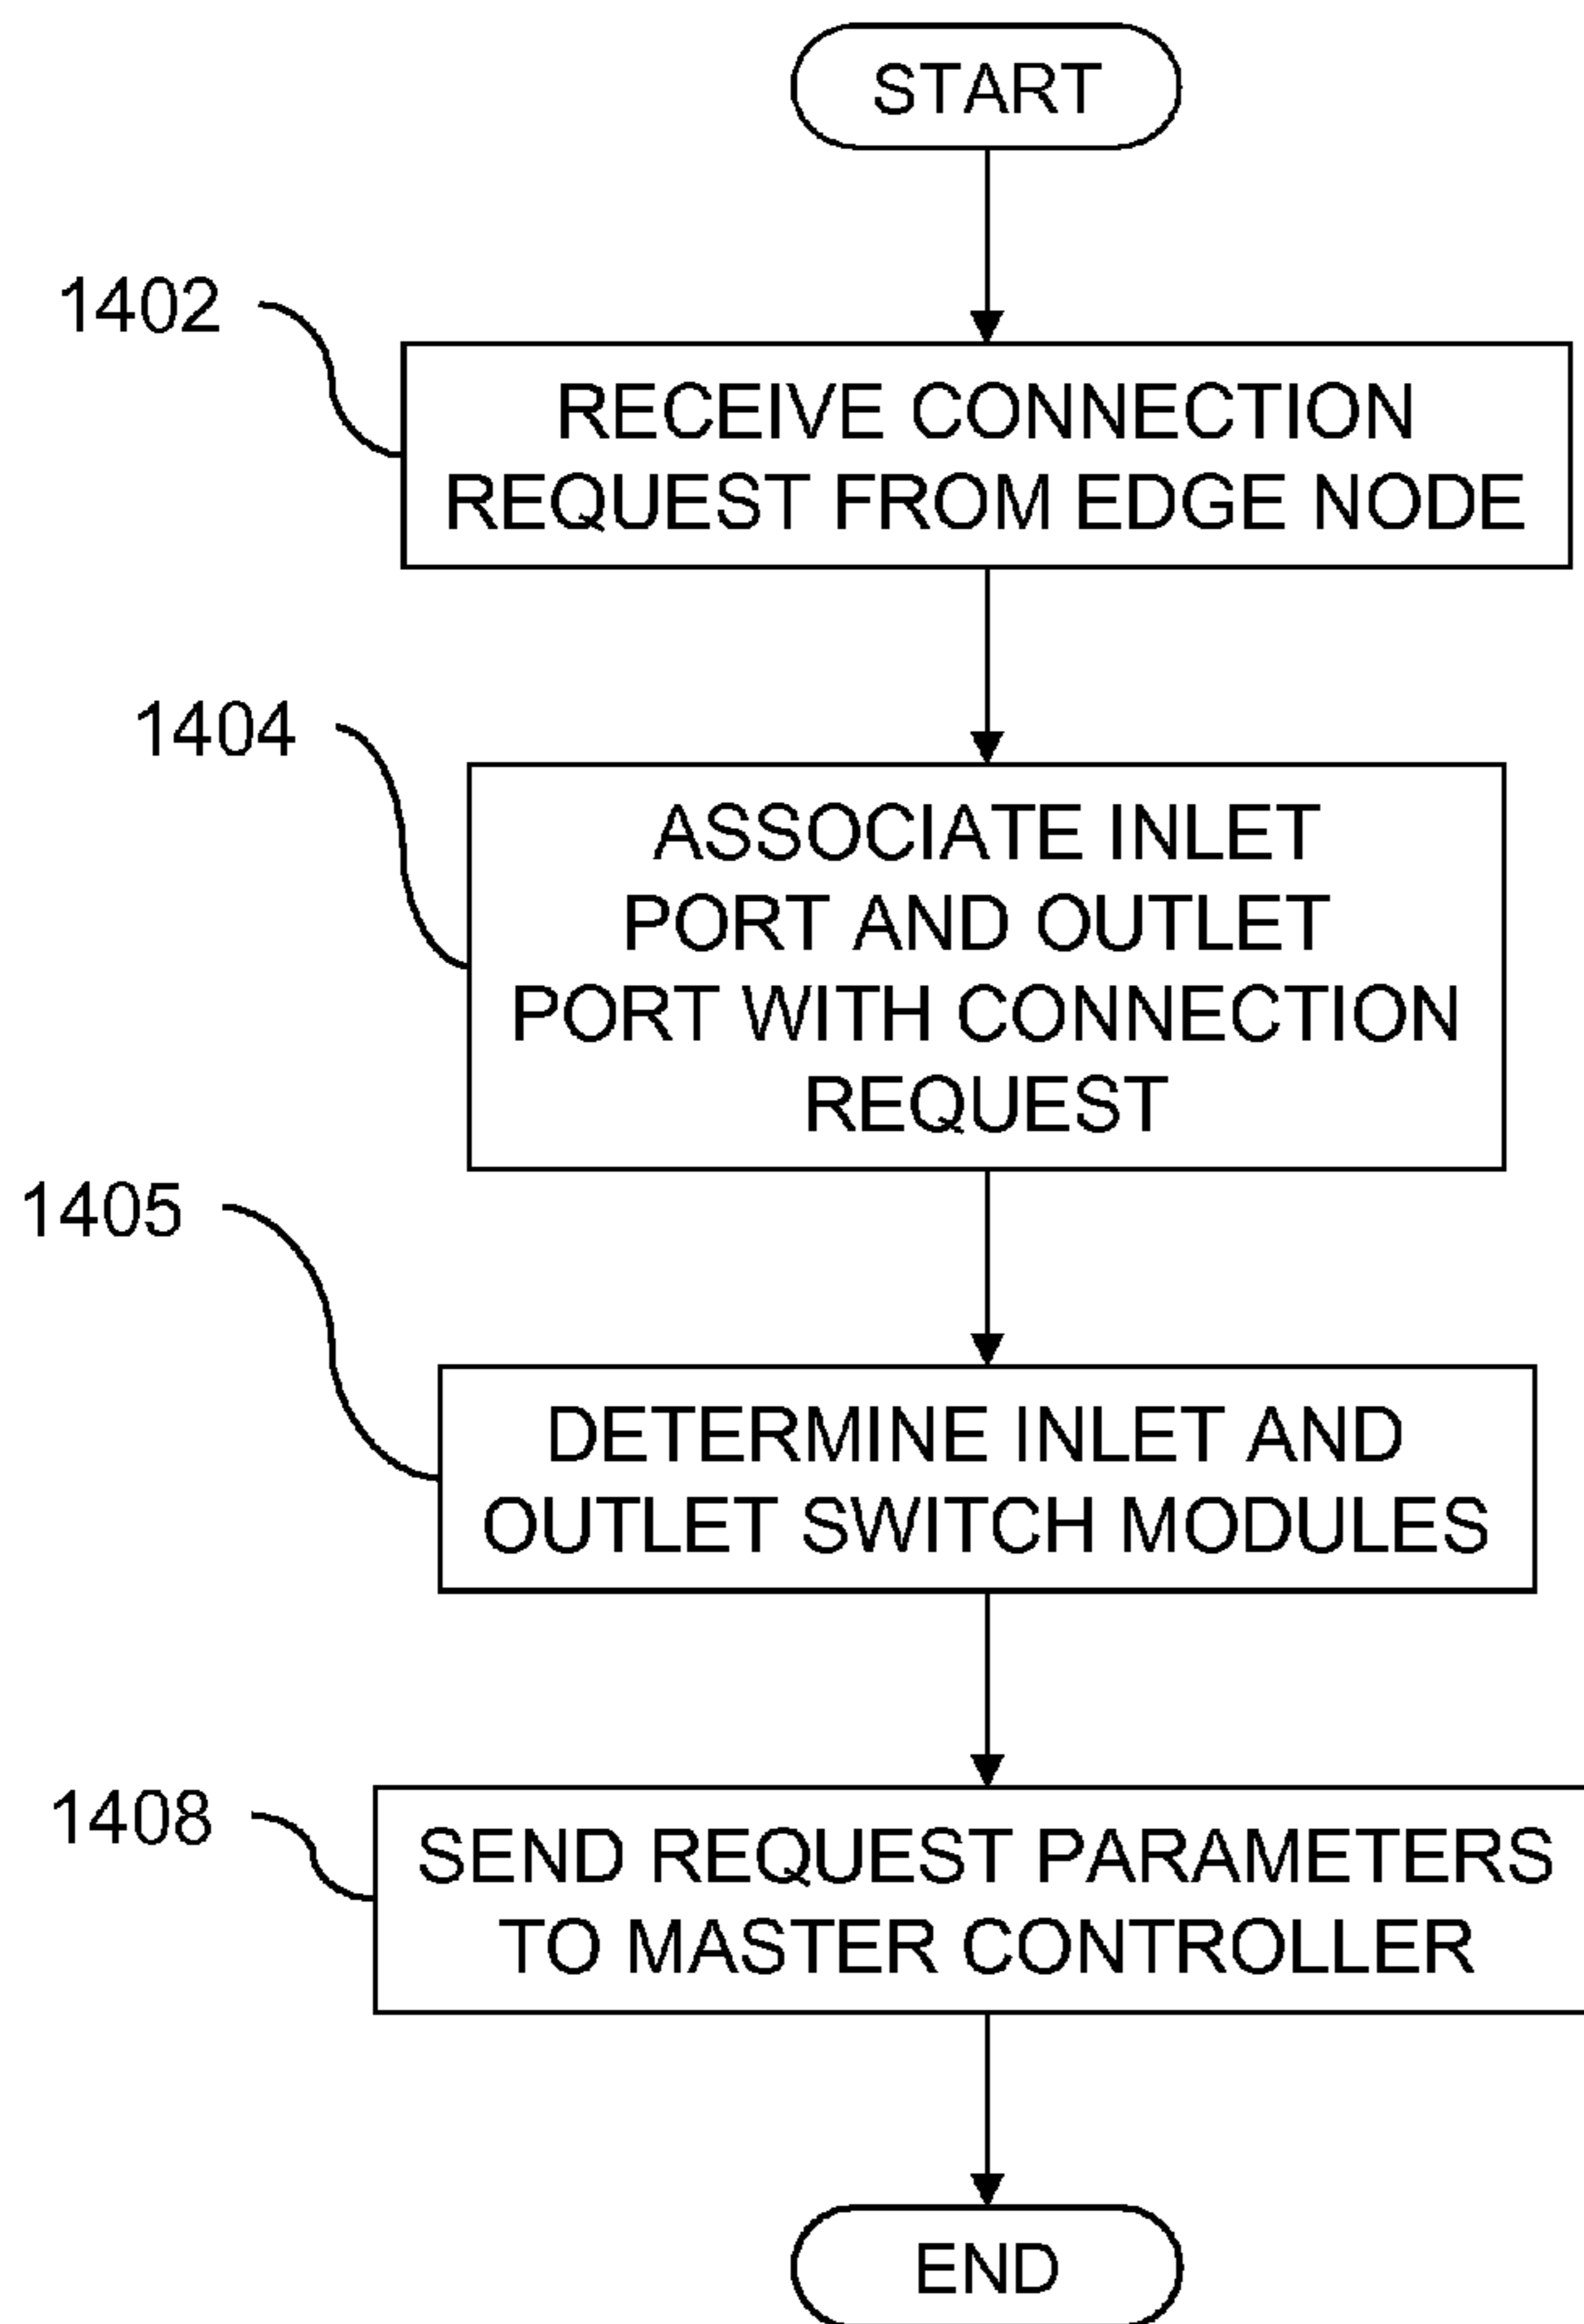 START
1402
RECEIVE CONNECTION
REQUEST FROM EDGE NODE
1404
ASSOCIATE INLET
PORT AND OUTLET
PORT WITH CONNECTION
REQUEST
1405
DETERMINE INLET AND
OUTLET SWITCH MODULES
1408
SEND REQUEST PARAMETERS
TO MASTER CONTROLLER
END